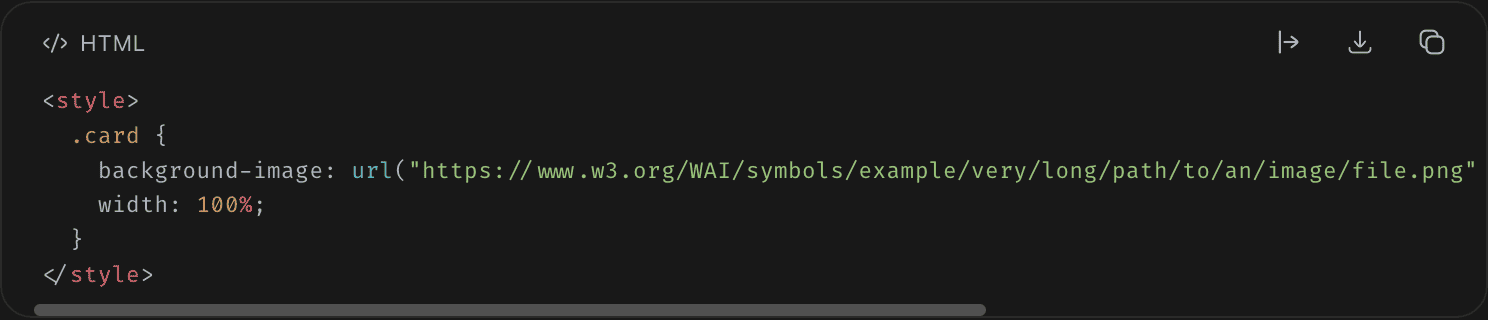 </> HTML
<style>
  .card {
    background-image: url("https://www.w3.org/WAI/symbols/example/very/long/path/to/an/image/file.png"
    width: 100%;
  }
</style>